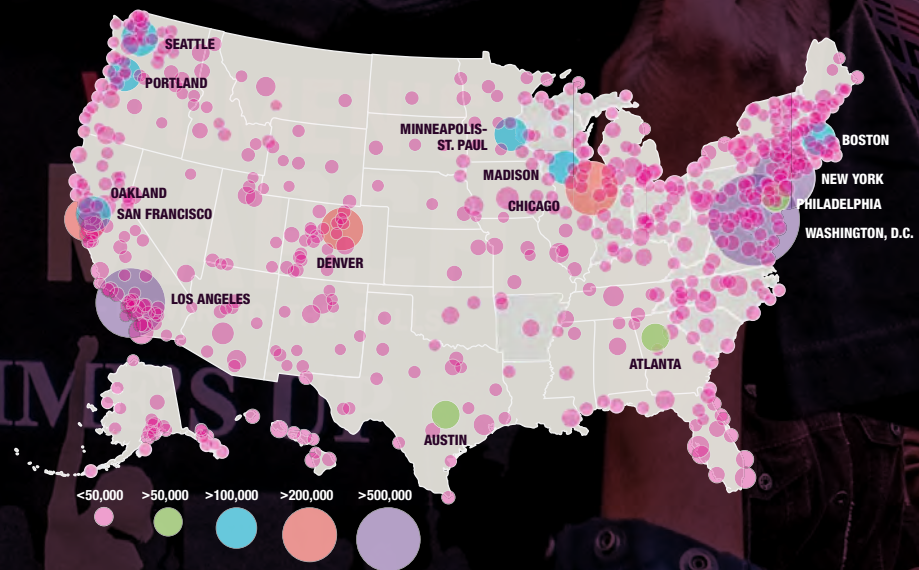 SEATTLE
PORTLAND
MINNEAPOLIS-
ST. PAUL
BOSTON
MADISON
NEW YORK
OAKLAND
CHICAGO
PHILADELPHIA
SAN FRANCISCO
WASHINGTON, D.C.
DENVER
LOS ANGELES
ATLANTA
AUSTIN
<50,000 >50,000 >100,000 >200,000 >500,000